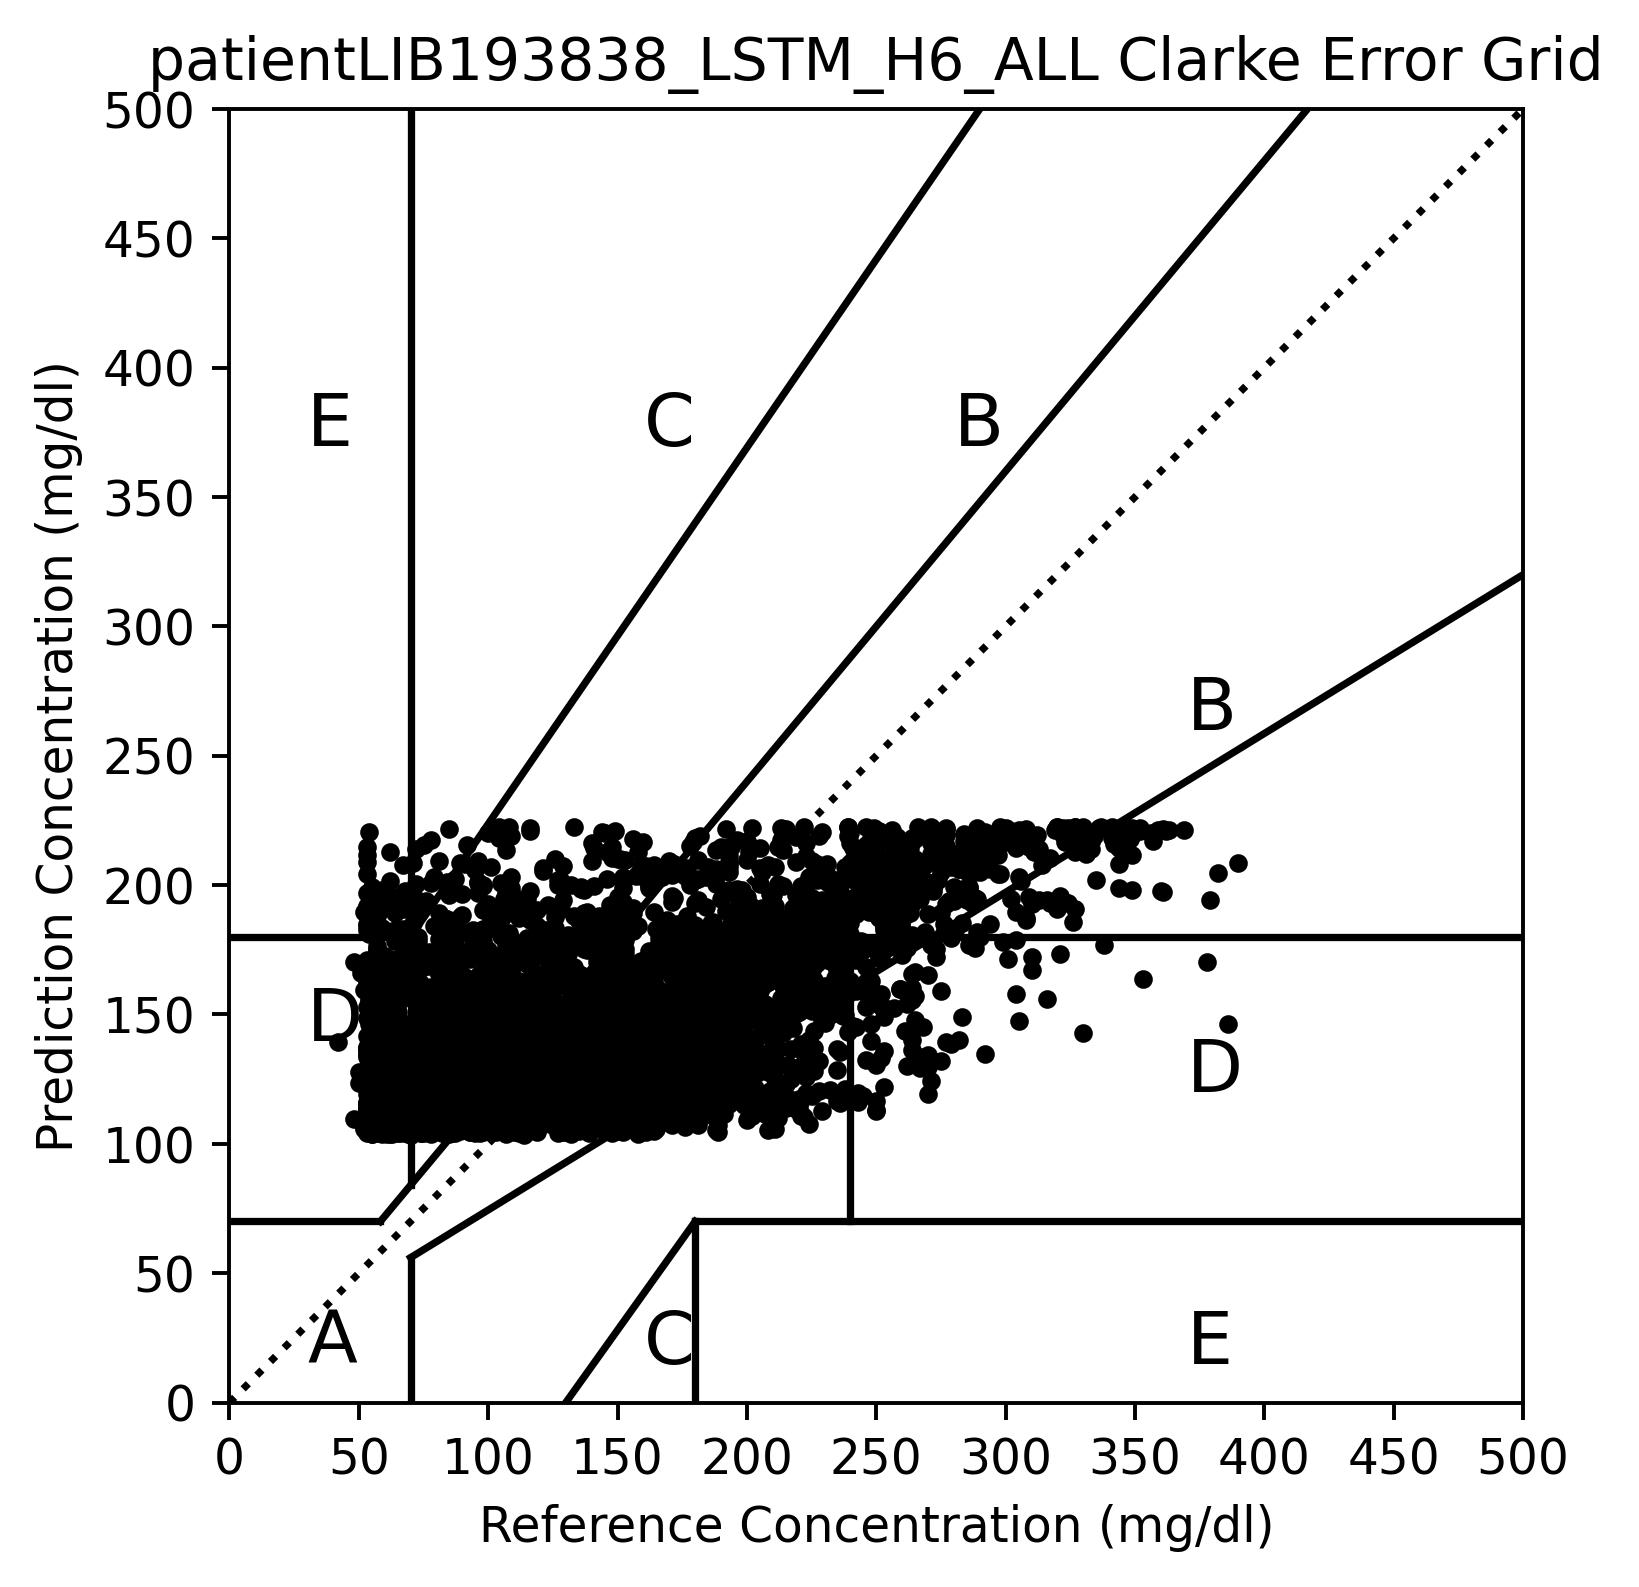 patientLIB193838_LSTM_H6_ALL Clarke Error Grid
500
450
400
350
300
250
200
150
100
50
0
Prediction Concentration (mg/dl)
E
C
B
B
D
D
A
C
E
0 50 100 150 200 250 300 350 400 450 500
Reference Concentration (mg/dl)